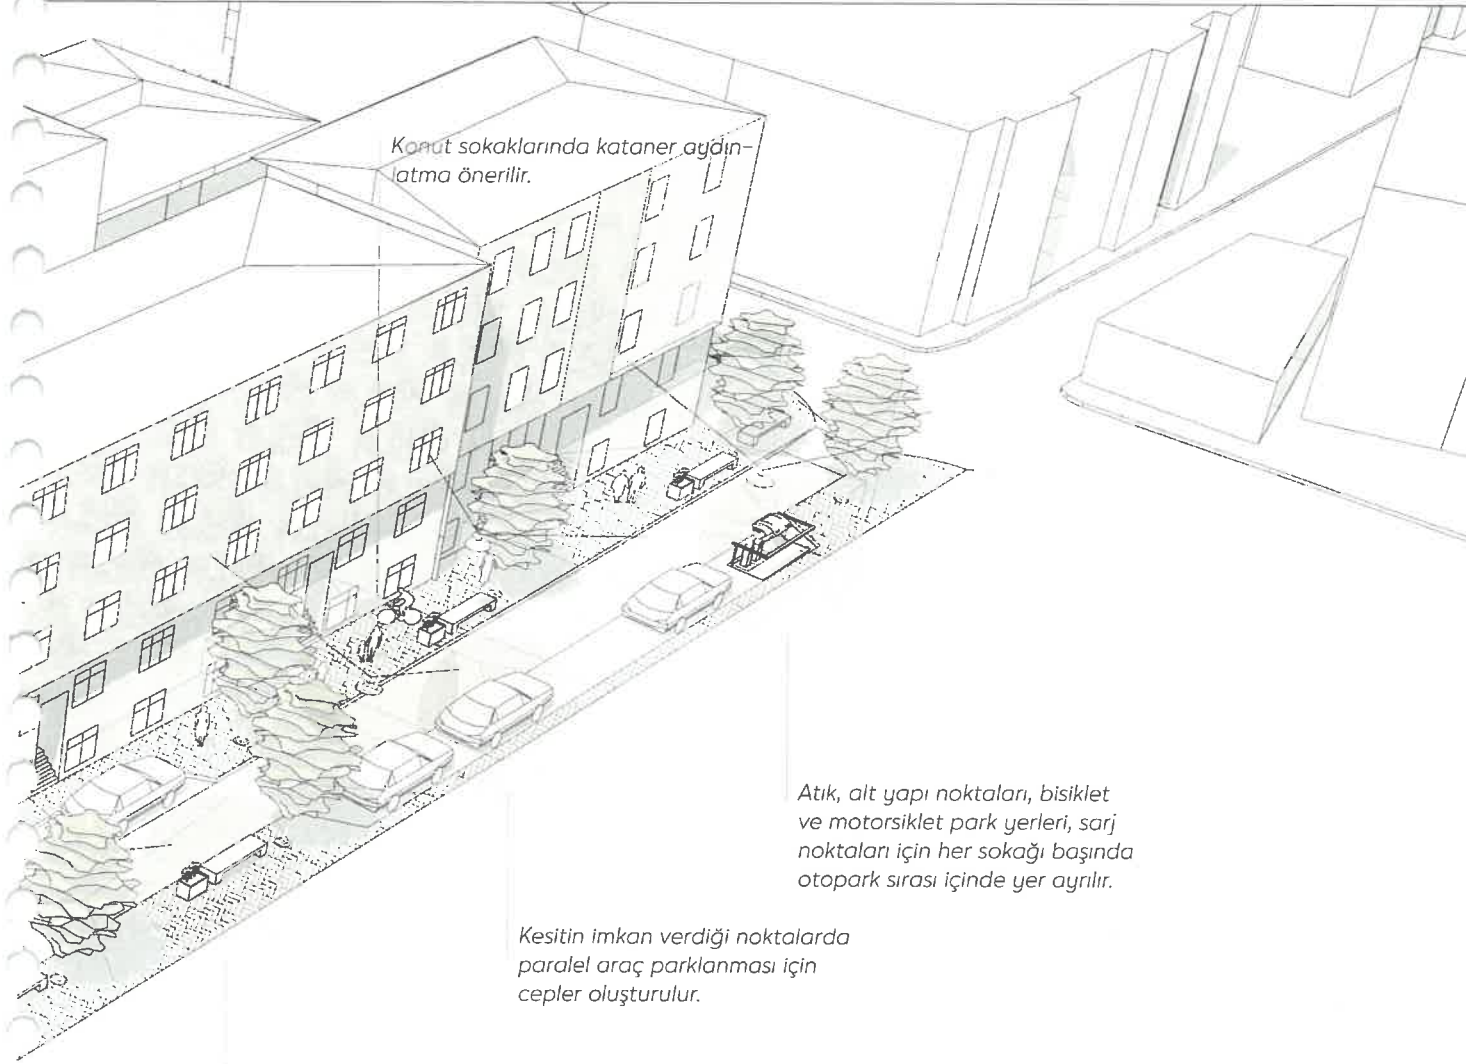 Konut sokaklarında kataner aydın-
latma önerilir.
Atık, alt yapı noktaları, bisiklet
ve motorsiklet park yerleri, sarj
noktaları için her sokağı başında
otopark sırası içinde yer ayrılır.
Kesitin imkan verdiği noktalarda
paralel araç parklanması için
cepler oluşturulur.